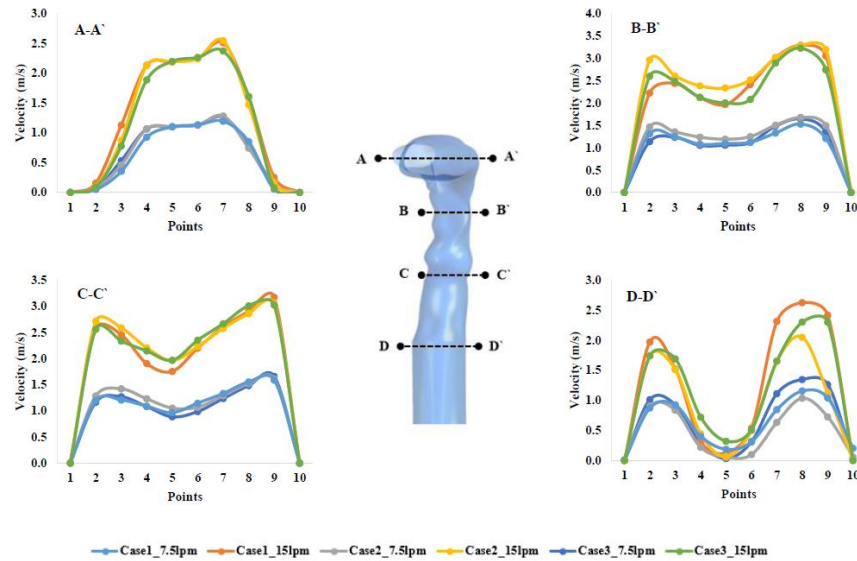 A-A`
Velocity (m/s)
3.0
2.5
2.0
1.5
1.0
0.5
0.0
1 2 3 4 5 6 7 8 9 10
Points
B-B`
Velocity (m/s)
4.0
3.5
3.0
2.5
2.0
1.5
1.0
0.5
0.0
1 2 3 4 5 6 7 8 9 10
Points
A A`
B B`
C C`
D D`
C-C`
Velocity (m/s)
3.5
3.0
2.5
2.0
1.5
1.0
0.5
0.0
1 2 3 4 5 6 7 8 9 10
Points
D-D`
Velocity (m/s)
3.0
2.5
2.0
1.5
1.0
0.5
0.0
1 2 3 4 5 6 7 8 9 10
Points
Case1_7.5lpm Case1_15lpm Case2_7.5lpm Case2_15lpm Case3_7.5lpm Case3_15lpm